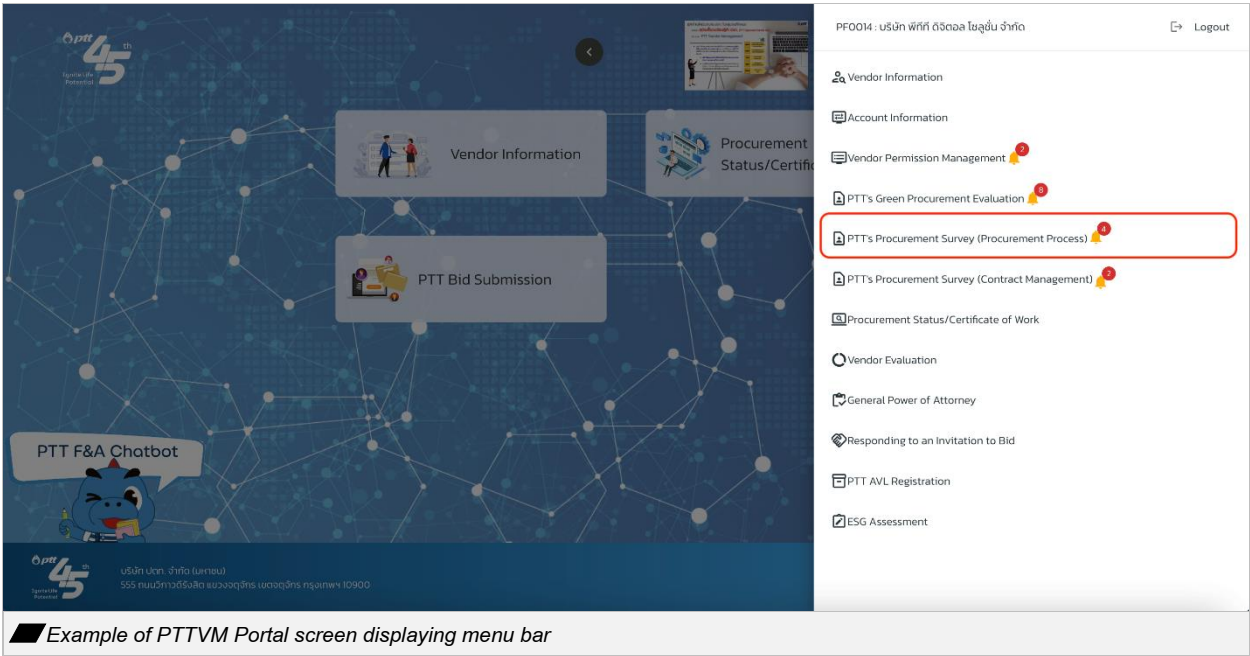 ptt
45th
Ignite Life
Potential
Vendor Information
Procurement
Status/Certific
PTT Bid Submission
PTT F&A Chatbot
ptt
45th
Ignite Life
Potential
บริษัท ปตท. จำกัด (มหาชน)
555 ถนนวิภาวดีรังสิต แขวงจตุจักร เขตจตุจักร กรุงเทพฯ 10900
PF0014 : บริษัท พีทีที ดิจิตอล โซลูชั่น จำกัด
Logout
Vendor Information
Account Information
Vendor Permission Management 2
PTT's Green Procurement Evaluation 8
PTT's Procurement Survey (Procurement Process) 4
PTT's Procurement Survey (Contract Management) 2
Procurement Status/Certificate of Work
Vendor Evaluation
General Power of Attorney
Responding to an Invitation to Bid
PTT AVL Registration
ESG Assessment
Example of PTTVM Portal screen displaying menu bar